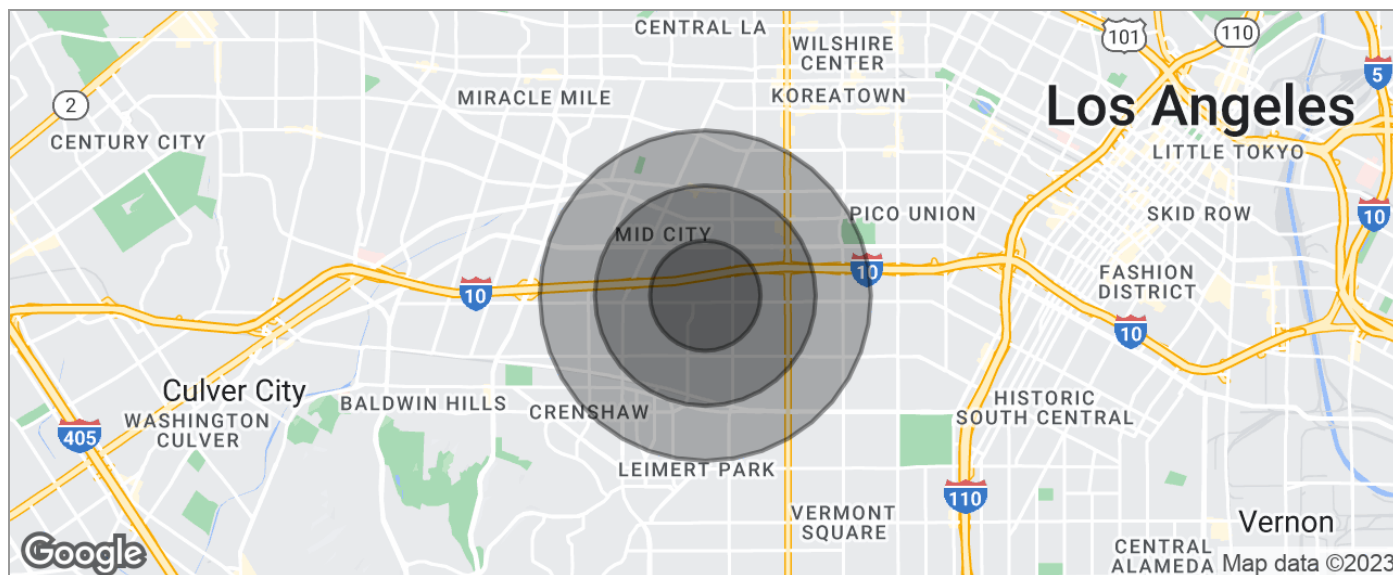 CENTRAL LA
101
110
WILSHIRE
CENTER
5
2
MIRACLE MILE
KOREATOWN
Los Angeles
CENTURY CITY
LITTLE TOKYO
PICO UNION
SKID ROW
10
MID CITY
10
10
FASHION
DISTRICT
10
Culver City
BALDWIN HILLS
CRENSHAW
HISTORIC
SOUTH CENTRAL
WASHINGTON
CULVER
405
LEIMERT PARK
110
VERMONT
SQUARE
Vernon
Google
CENTRAL
ALAMEDA
Map data ©2023